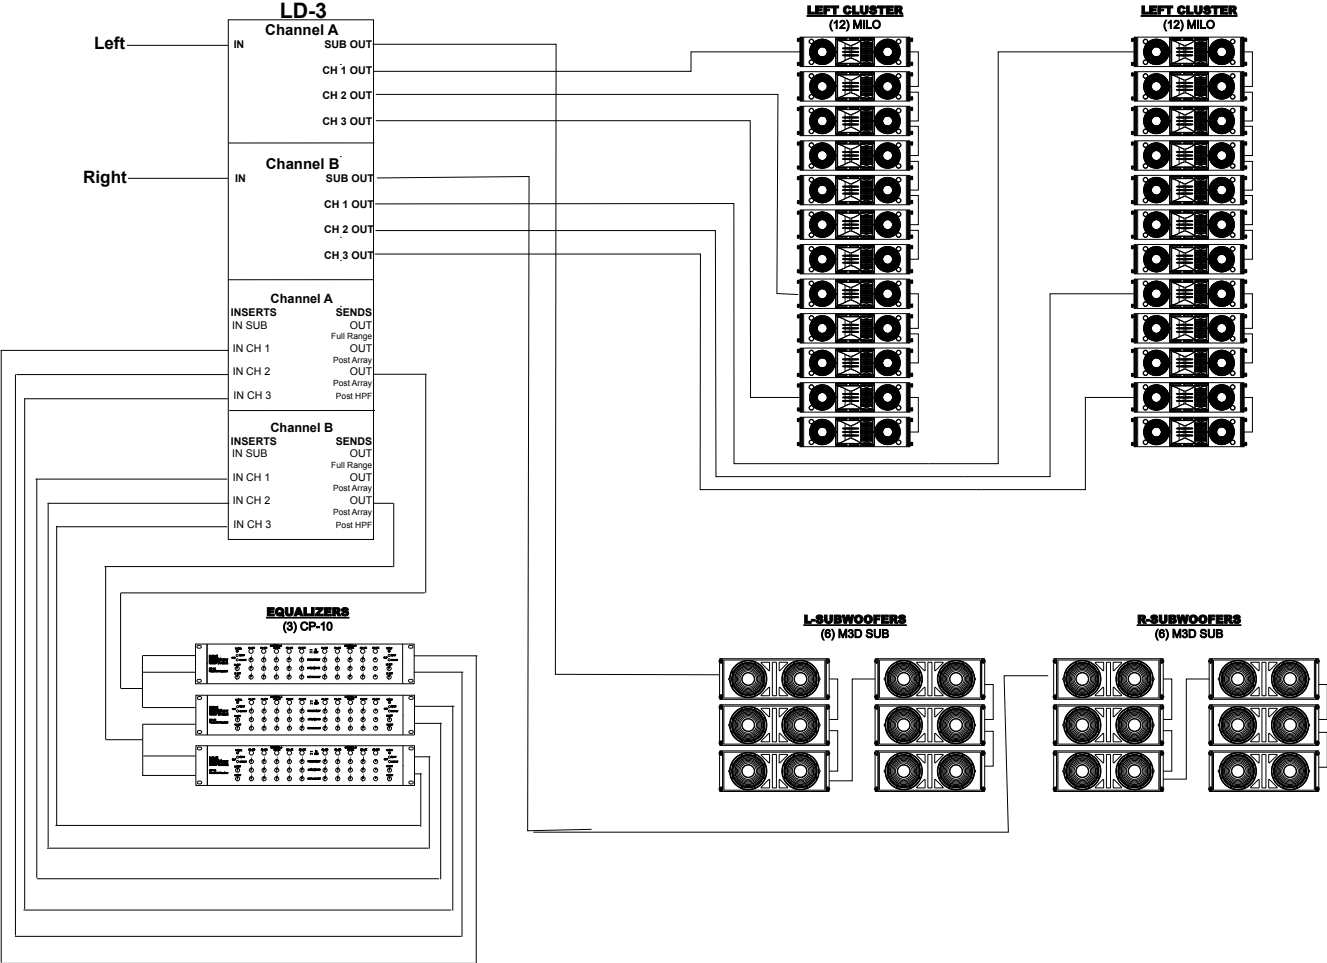 LD-3
Channel A
Left
IN
SUB OUT
CH 1 OUT
CH 2 OUT
CH 3 OUT
Channel B
Right
IN
SUB OUT
CH 1 OUT
CH 2 OUT
CH 3 OUT
Channel A
INSERTS SENDS
IN SUB OUT
Full Range
IN CH 1 OUT
Post Array
IN CH 2 OUT
Post Array
IN CH 3 Post HPF
Channel B
INSERTS SENDS
IN SUB OUT
Full Range
IN CH 1 OUT
Post Array
IN CH 2 OUT
Post Array
IN CH 3 Post HPF
EQUALIZERS
(3) CP-10
LEFT CLUSTER
(12) MILO
LEFT CLUSTER
(12) MILO
L-SUBWOOFERS
(6) M3D SUB
R-SUBWOOFERS
(6) M3D SUB